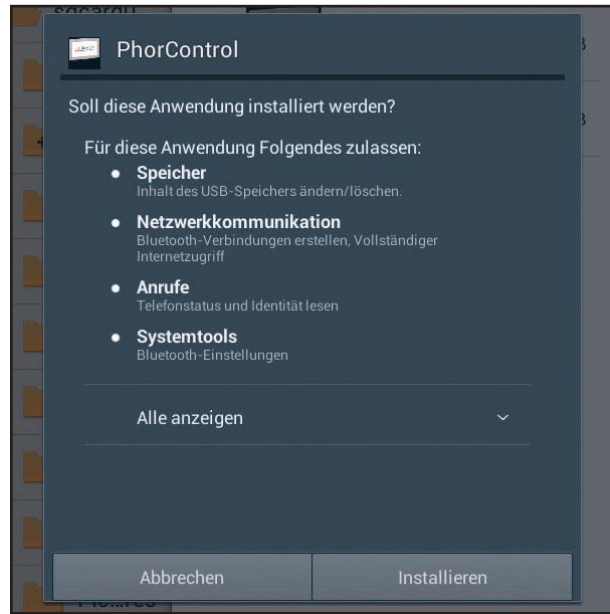 PhorControl
Soll diese Anwendung installiert werden?
Für diese Anwendung Folgendes zulassen:
• Speicher
Inhalt des USB-Speichers ändern/löschen.
• Netzwerkkommunikation
Bluetooth-Verbindungen erstellen, Vollständiger
Internetzugriff
• Anrufe
Telefonstatus und Identität lesen
• Systemtools
Bluetooth-Einstellungen
Alle anzeigen
Abbrechen Installieren